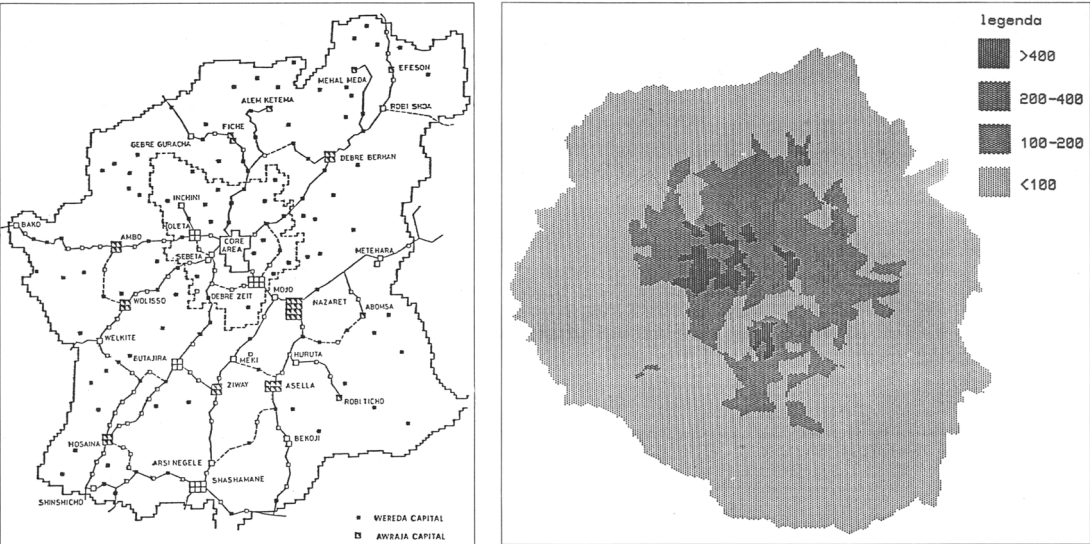 MEHAL MEDA
EFESON
ALEM KETEMA
FICHE
GEBRE GURACHA
DEBRE BERHAN
INCHINI
BAKO
AMBO
HOLETA
CORE
AREA
SEBETA
METEHARA
DEBRE ZEIT
MOJO
WOLISSO
NAZARET
ABOMSA
WELKITE
BUTAJIRA
MEKI
HURUTA
ZIWAY
ASELLA
ROBI TICHO
HOSAINA
BEKOJI
ARSI NEGELE
SHASHAMANE
SHINSHICHO
WEREDA CAPITAL
AWRAJA CAPITAL
legenda
>400
200-400
100-200
<100